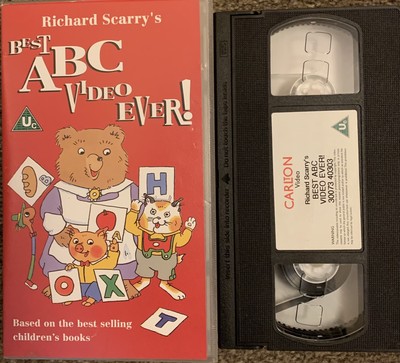 Richard Scarry's
BEST
ABC
VIDEO
EVER!
Uc
H
O
X
T
Based on the best selling
children's books
CARLTON
Video
Richard Scarry's
BEST ABC
VIDEO EVER!
30073 40303
U